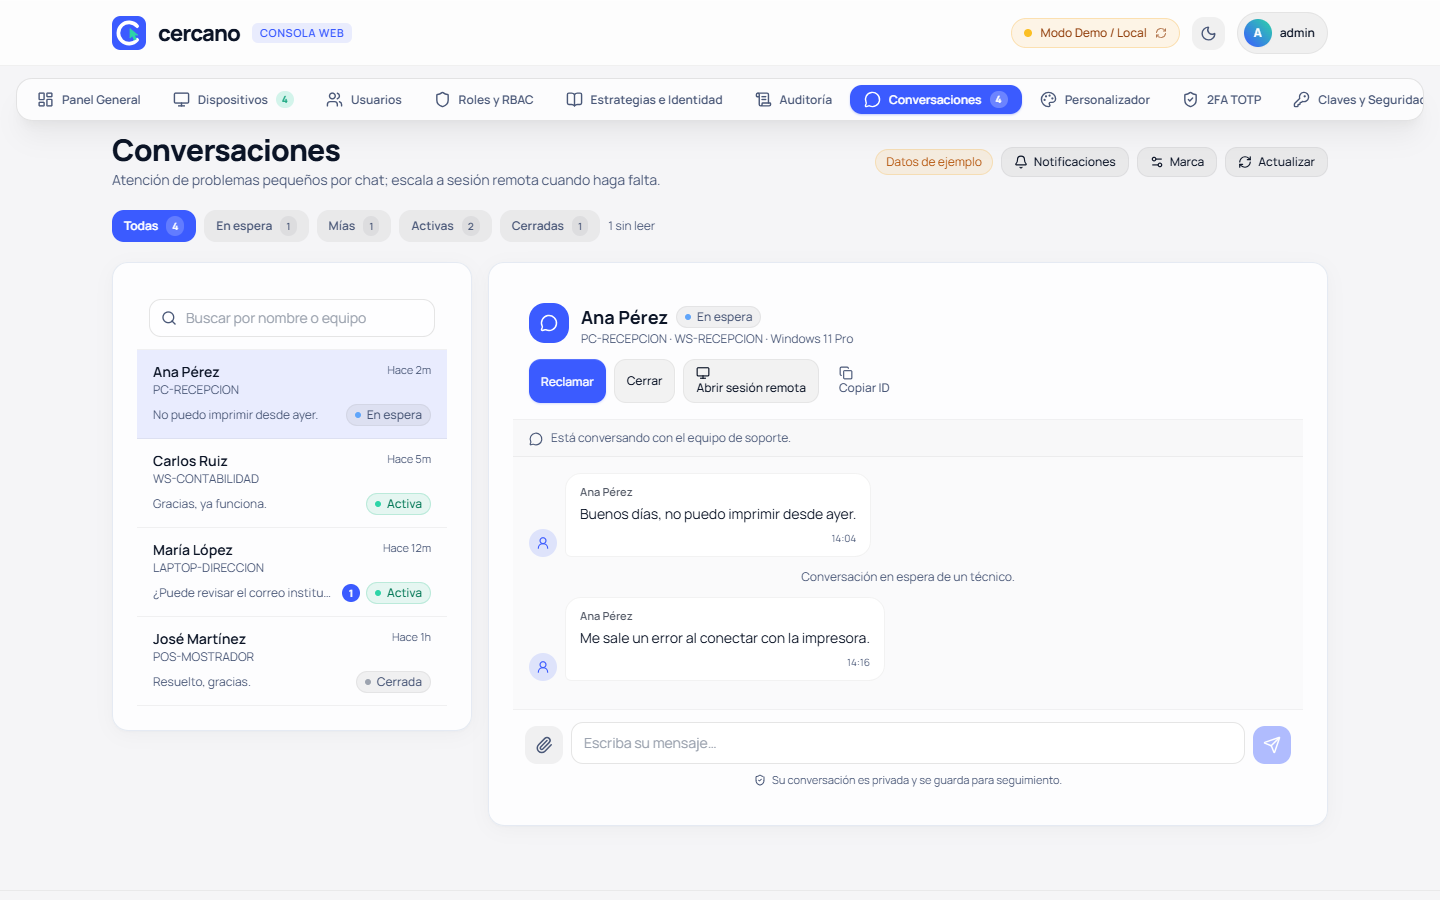 cercano CONSOLA WEB
Modo Demo / Local
A admin
Panel General
Dispositivos 4
Usuarios
Roles y RBAC
Estrategias e Identidad
Auditoría
Conversaciones 4
Personalizador
2FA TOTP
Claves y Seguridad
Conversaciones
Atención de problemas pequeños por chat; escala a sesión remota cuando haga falta.
Datos de ejemplo
Notificaciones
Marca
Actualizar
Todas 4
En espera 1
Mías 1
Activas 2
Cerradas 1
1 sin leer
Buscar por nombre o equipo
Ana Pérez Hace 2m
PC-RECEPCION
No puedo imprimir desde ayer. En espera
Carlos Ruiz Hace 5m
WS-CONTABILIDAD
Gracias, ya funciona. Activa
María López Hace 12m
LAPTOP-DIRECCION
¿Puede revisar el correo institu... 1 Activa
José Martínez Hace 1h
POS-MOSTRADOR
Resuelto, gracias. Cerrada
Ana Pérez En espera
PC-RECEPCION · WS-RECEPCION · Windows 11 Pro
Reclamar
Cerrar
Abrir sesión remota
Copiar ID
Está conversando con el equipo de soporte.
Ana Pérez
Buenos días, no puedo imprimir desde ayer.
14:04
Conversación en espera de un técnico.
Ana Pérez
Me sale un error al conectar con la impresora.
14:16
Escriba su mensaje...
Su conversación es privada y se guarda para seguimiento.